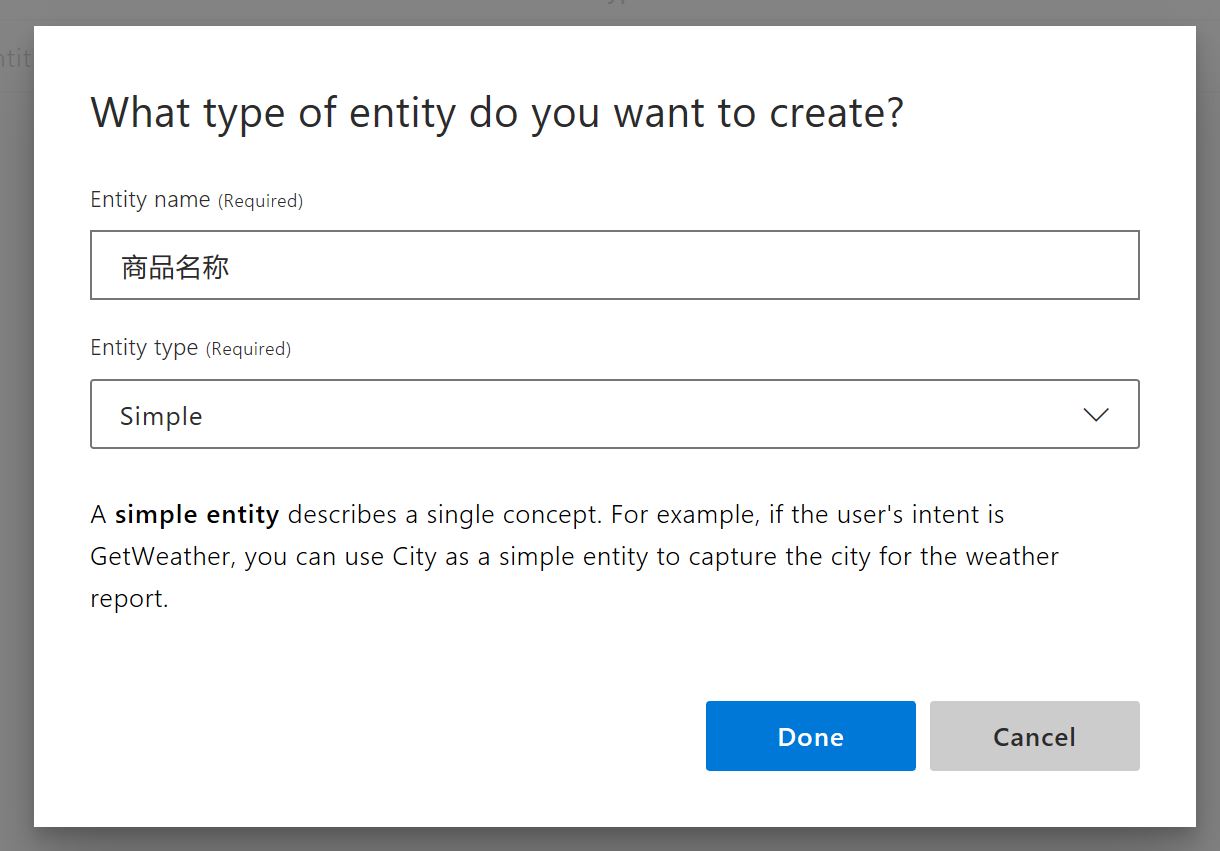 What type of entity do you want to create?
Entity name (Required)
商品名称
Entity type (Required)
Simple
A simple entity describes a single concept. For example, if the user's intent is
GetWeather, you can use City as a simple entity to capture the city for the weather
report.
Done Cancel